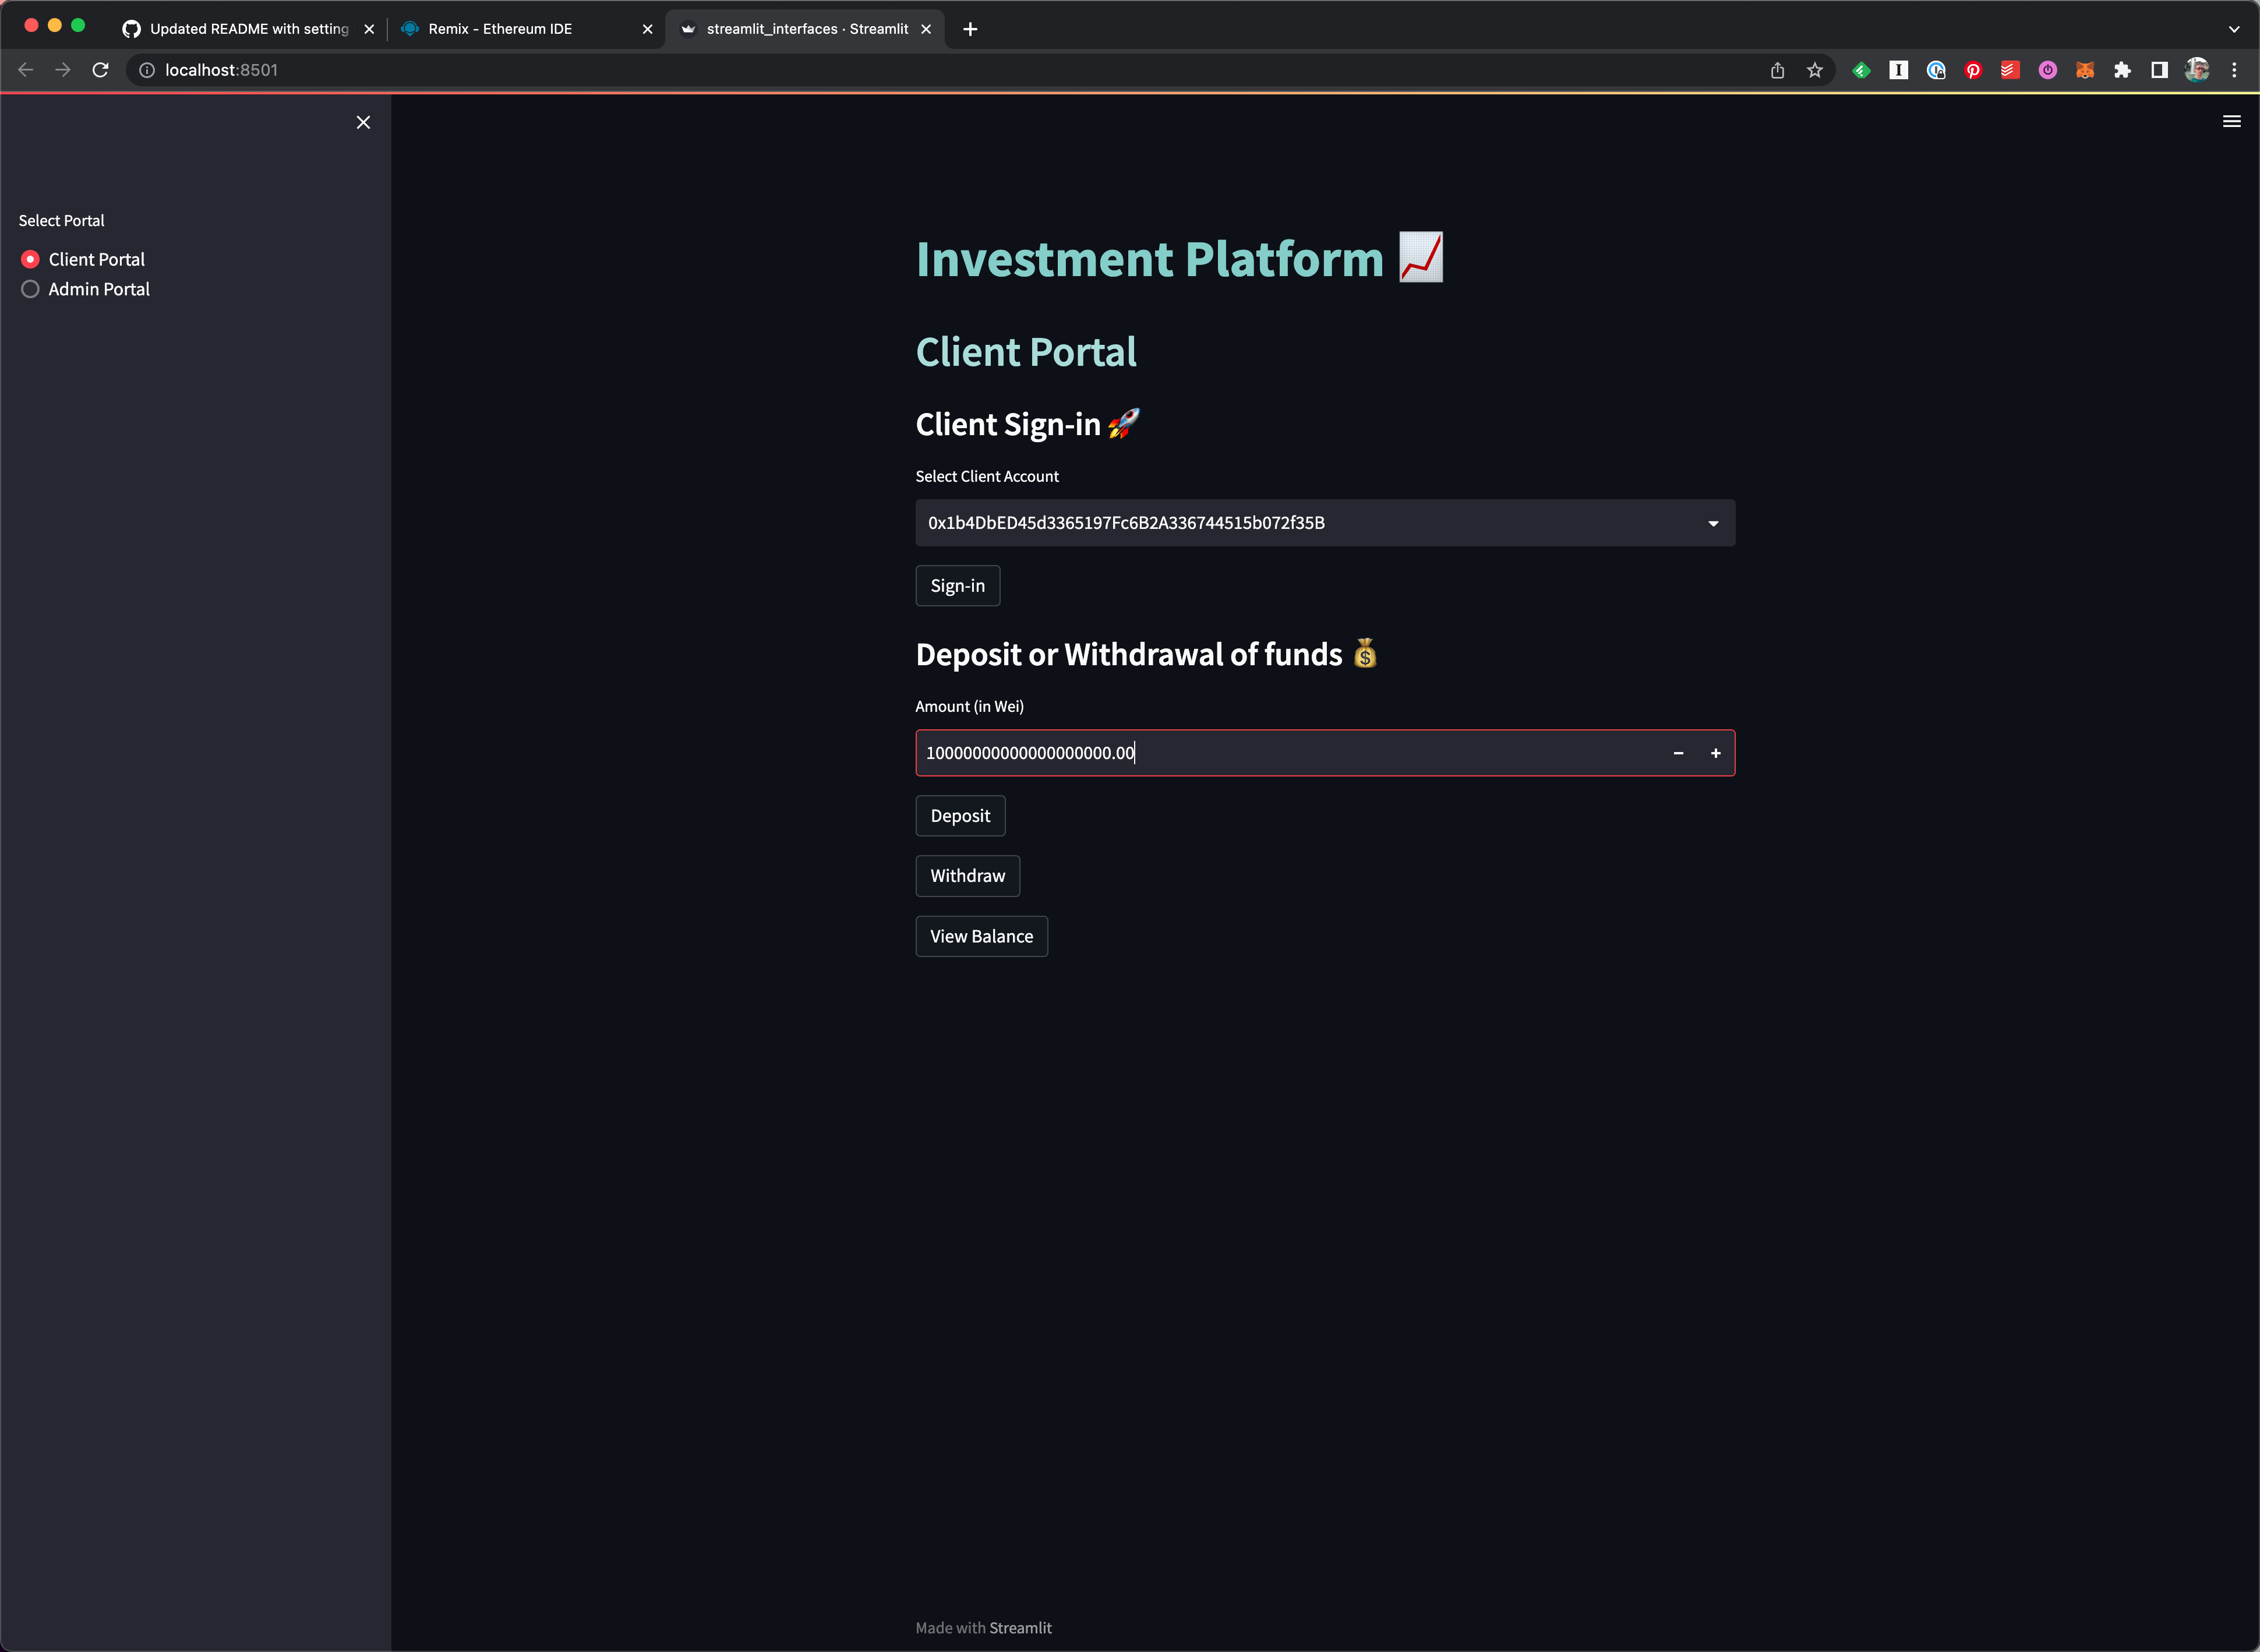 Updated README with setting
Remix - Ethereum IDE
streamlit_interfaces · Streamlit
localhost:8501
Select Portal
Client Portal
Admin Portal
Investment Platform 📈
Client Portal
Client Sign-in 🚀
Select Client Account
0x1b4DbED45d3365197Fc6B2A336744515b072f35B
Sign-in
Deposit or Withdrawal of funds 💰
Amount (in Wei)
10000000000000000000.00
Deposit
Withdraw
View Balance
Made with Streamlit